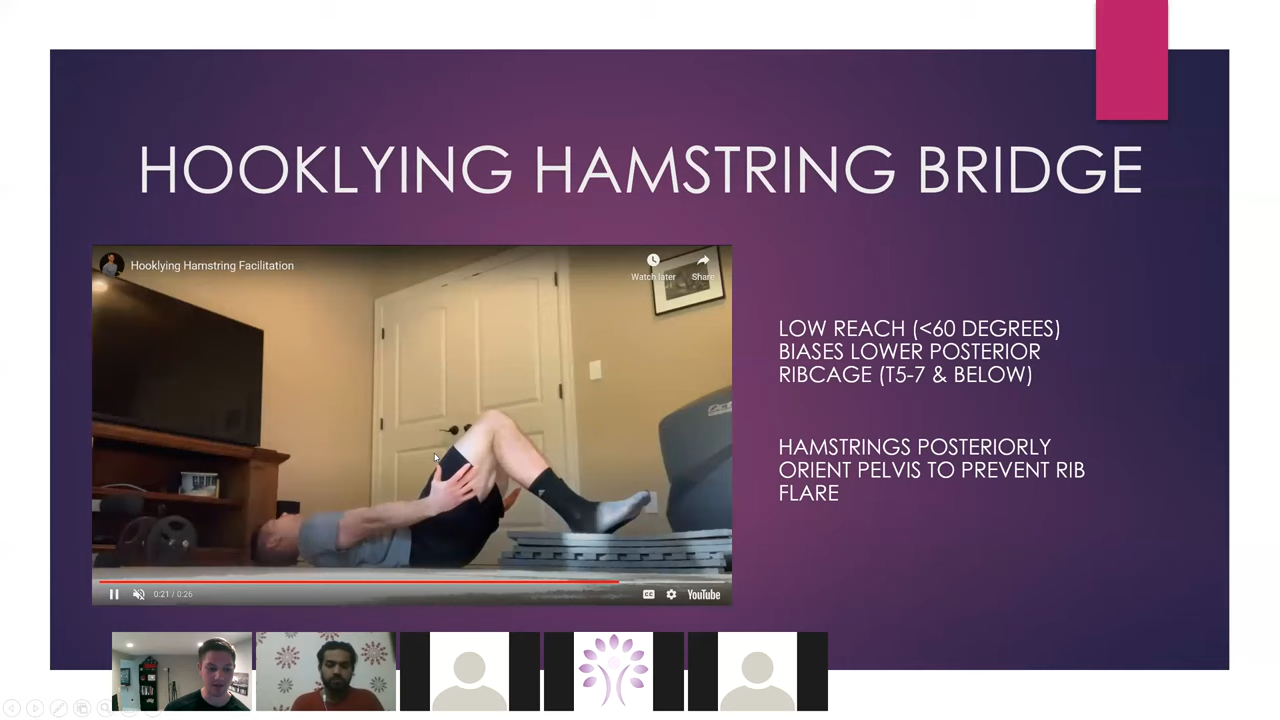 HOOKLYING HAMSTRING BRIDGE
Hooklying Hamstring Facilitation
Watch later
Share
LOW REACH (<60 DEGREES)
BIASES LOWER POSTERIOR
RIBCAGE (T5-7 & BELOW)
HAMSTRINGS POSTERIORLY
ORIENT PELVIS TO PREVENT RIB
FLARE
0:21 / 0:26
CC
YouTube